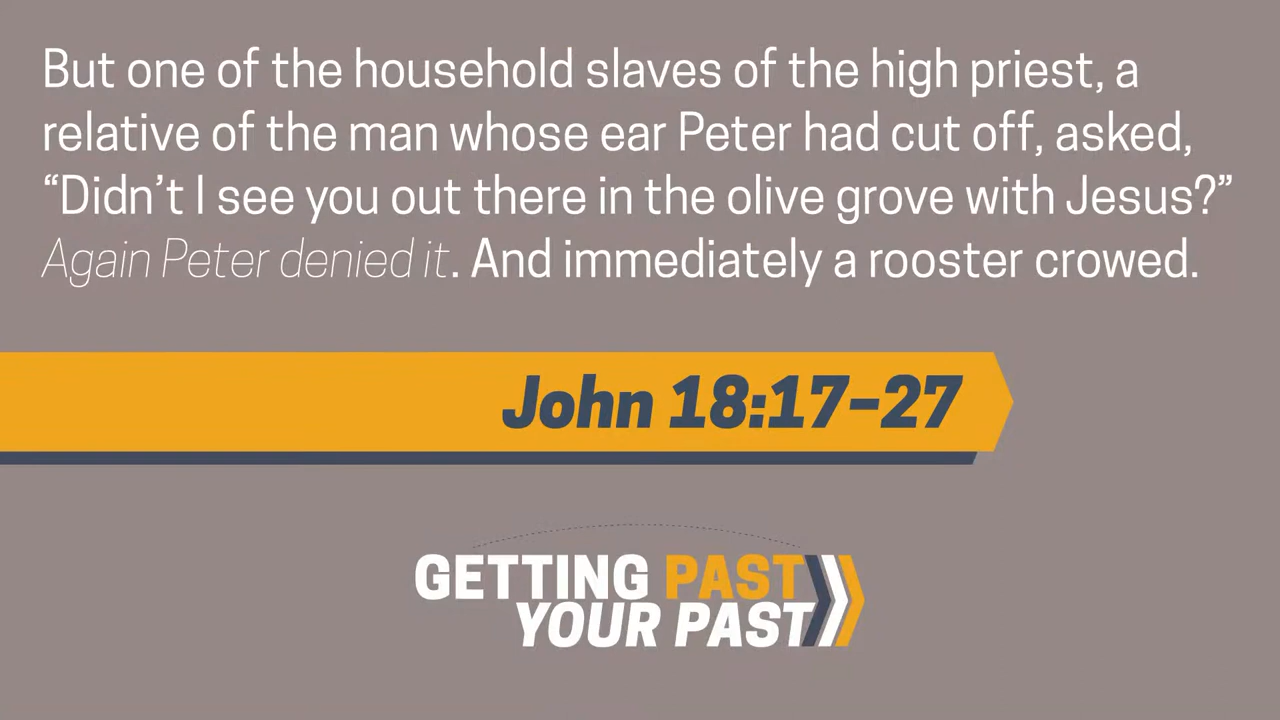 But one of the household slaves of the high priest, a
relative of the man whose ear Peter had cut off, asked,
“Didn’t I see you out there in the olive grove with Jesus?”
Again Peter denied it. And immediately a rooster crowed.
John 18:17–27
GETTING PAST
YOUR PAST